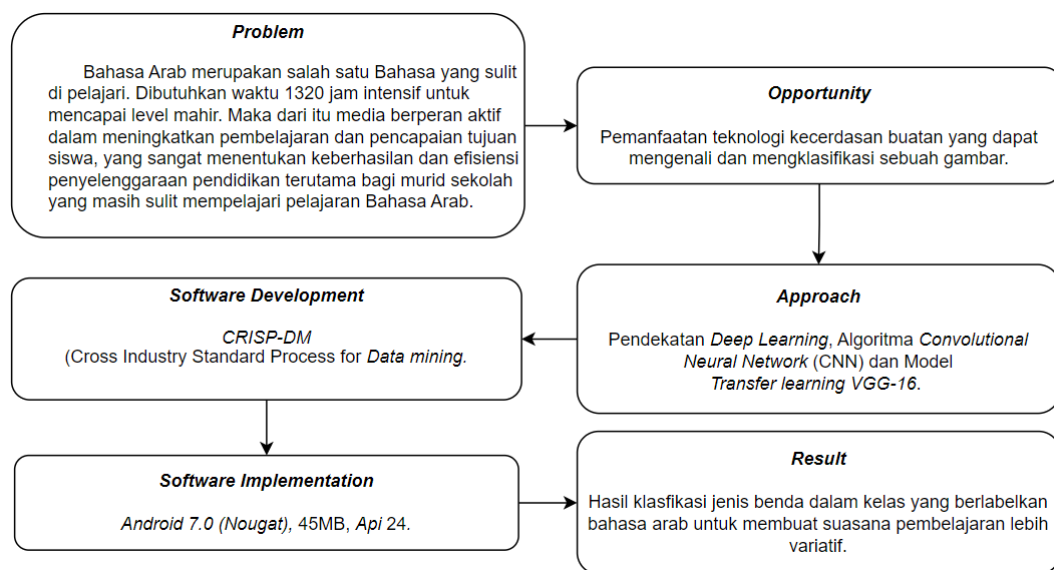 Problem
Bahasa Arab merupakan salah satu Bahasa yang sulit
di pelajari. Dibutuhkan waktu 1320 jam intensif untuk
mencapai level mahir. Maka dari itu media berperan aktif
dalam meningkatkan pembelajaran dan pencapaian tujuan
siswa, yang sangat menentukan keberhasilan dan efisiensi
penyelenggaraan pendidikan terutama bagi murid sekolah
yang masih sulit mempelajari pelajaran Bahasa Arab.
Opportunity
Pemanfaatan teknologi kecerdasan buatan yang dapat
mengenali dan mengklasifikasi sebuah gambar.
Approach
Pendekatan Deep Learning, Algoritma Convolutional
Neural Network (CNN) dan Model
Transfer learning VGG-16.
Software Development
CRISP-DM
(Cross Industry Standard Process for Data mining.
Software Implementation
Android 7.0 (Nougat), 45MB, Api 24.
Result
Hasil klasfikasi jenis benda dalam kelas yang berlabelkan
bahasa arab untuk membuat suasana pembelajaran lebih
variatif.